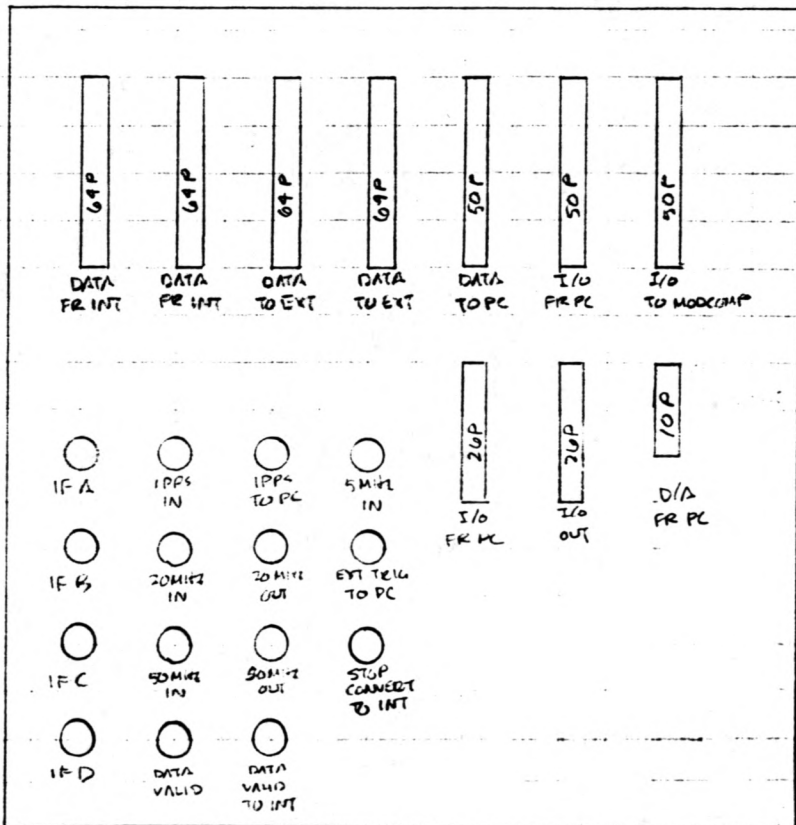 64P 64P 64P 64P 50P 50P 50P
DATA DATA DATA DATA DATA I/O I/O
FR INT FR INT TO EXT TO EXT TO PC FR PC TO MODCOMP
26P 26P 10P
I/O I/O D/A
FR PC OUT FR PC
IF A 1PPS 1PPS 5MHz
IN TO PC IN
IF B 20MHz 20MHz EXT TRIG
IN OUT TO PC
IF C 50MHz 50MHz STOP
IN OUT CONVERT
TO INT
IF D DATA DATA
VALID VALID
TO INT